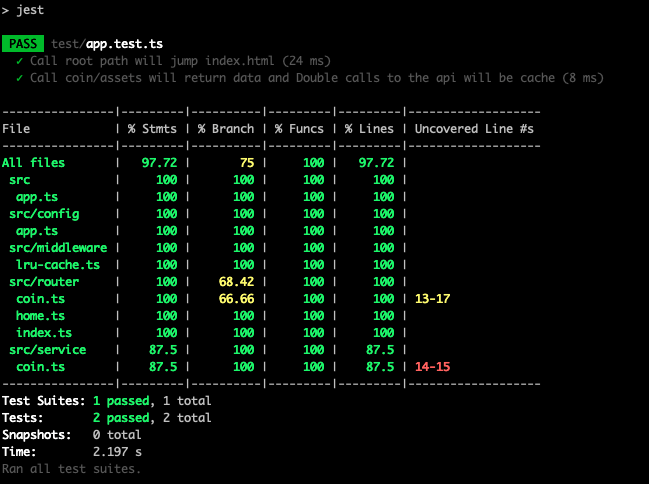 > jest
PASS test/app.test.ts
✓ Call root path will jump index.html (24 ms)
✓ Call coin/assets will return data and Double calls to the api will be cache (8 ms)
---------------|---------|----------|---------|---------|-------------------
File | % Stmts | % Branch | % Funcs | % Lines | Uncovered Line #s
---------------|---------|----------|---------|---------|-------------------
All files | 97.72 | 75 | 100 | 97.72 |
src | 100 | 100 | 100 | 100 |
app.ts | 100 | 100 | 100 | 100 |
src/config | 100 | 100 | 100 | 100 |
app.ts | 100 | 100 | 100 | 100 |
src/middleware | 100 | 100 | 100 | 100 |
lru-cache.ts | 100 | 100 | 100 | 100 |
src/router | 100 | 68.42 | 100 | 100 |
coin.ts | 100 | 66.66 | 100 | 100 | 13-17
home.ts | 100 | 100 | 100 | 100 |
index.ts | 100 | 100 | 100 | 100 |
src/service | 87.5 | 100 | 100 | 87.5 |
coin.ts | 87.5 | 100 | 100 | 87.5 | 14-15
---------------|---------|----------|---------|---------|-------------------
Test Suites: 1 passed, 1 total
Tests: 2 passed, 2 total
Snapshots: 0 total
Time: 2.197 s
Ran all test suites.